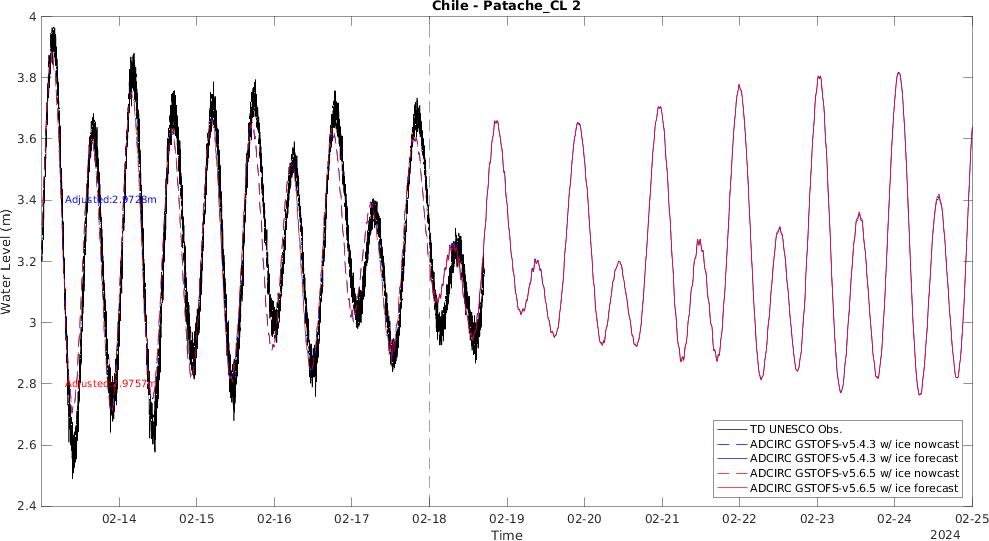 Chile - Patache_CL 2
4
3.8
3.6
3.4
3.2
3
2.8
2.6
2.4
Water Level (m)
Adjusted:2.9728m
Adjusted:2.9757m
TD UNESCO Obs.
ADCIRC GSTOFS-v5.4.3 w/ ice nowcast
ADCIRC GSTOFS-v5.4.3 w/ ice forecast
ADCIRC GSTOFS-v5.6.5 w/ ice nowcast
ADCIRC GSTOFS-v5.6.5 w/ ice forecast
02-14 02-15 02-16 02-17 02-18 02-19 02-20 02-21 02-22 02-23 02-24 02-25
Time
2024